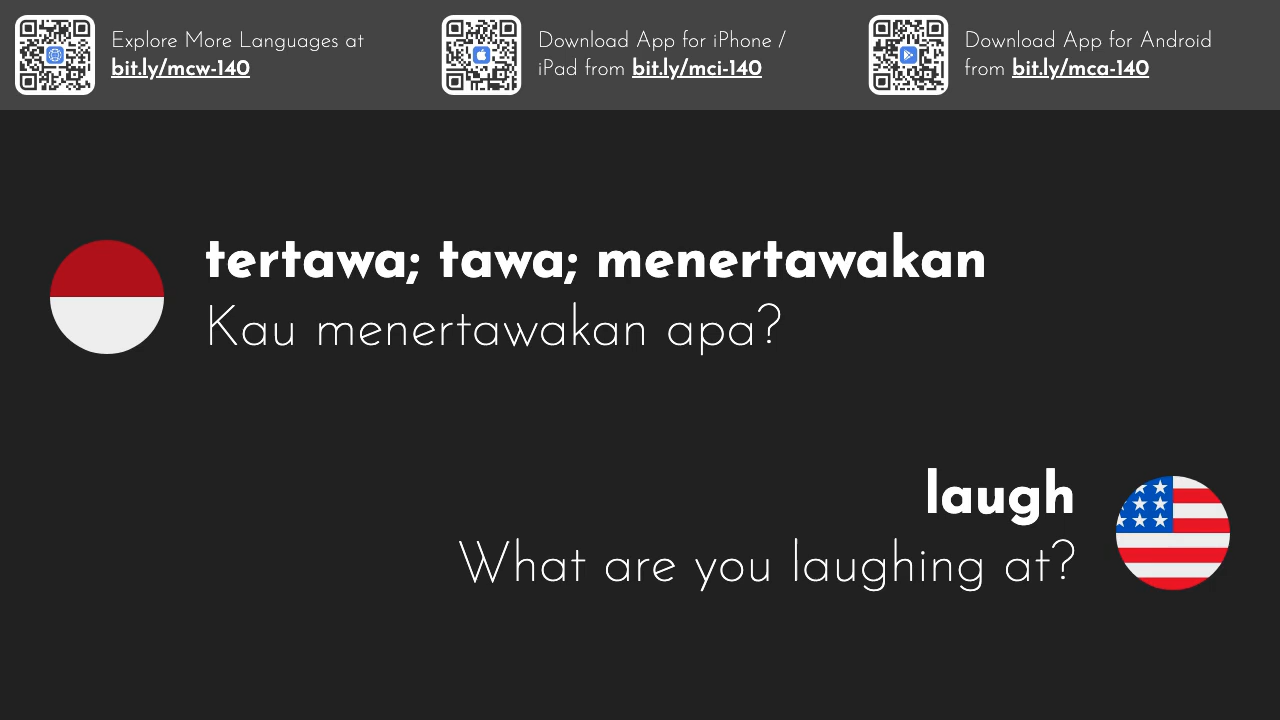 Explore More Languages at
bit.ly/mcw-140
Download App for iPhone /
iPad from bit.ly/mci-140
Download App for Android
from bit.ly/mca-140
tertawa; tawa; menertawakan
Kau menertawakan apa?
laugh
What are you laughing at?